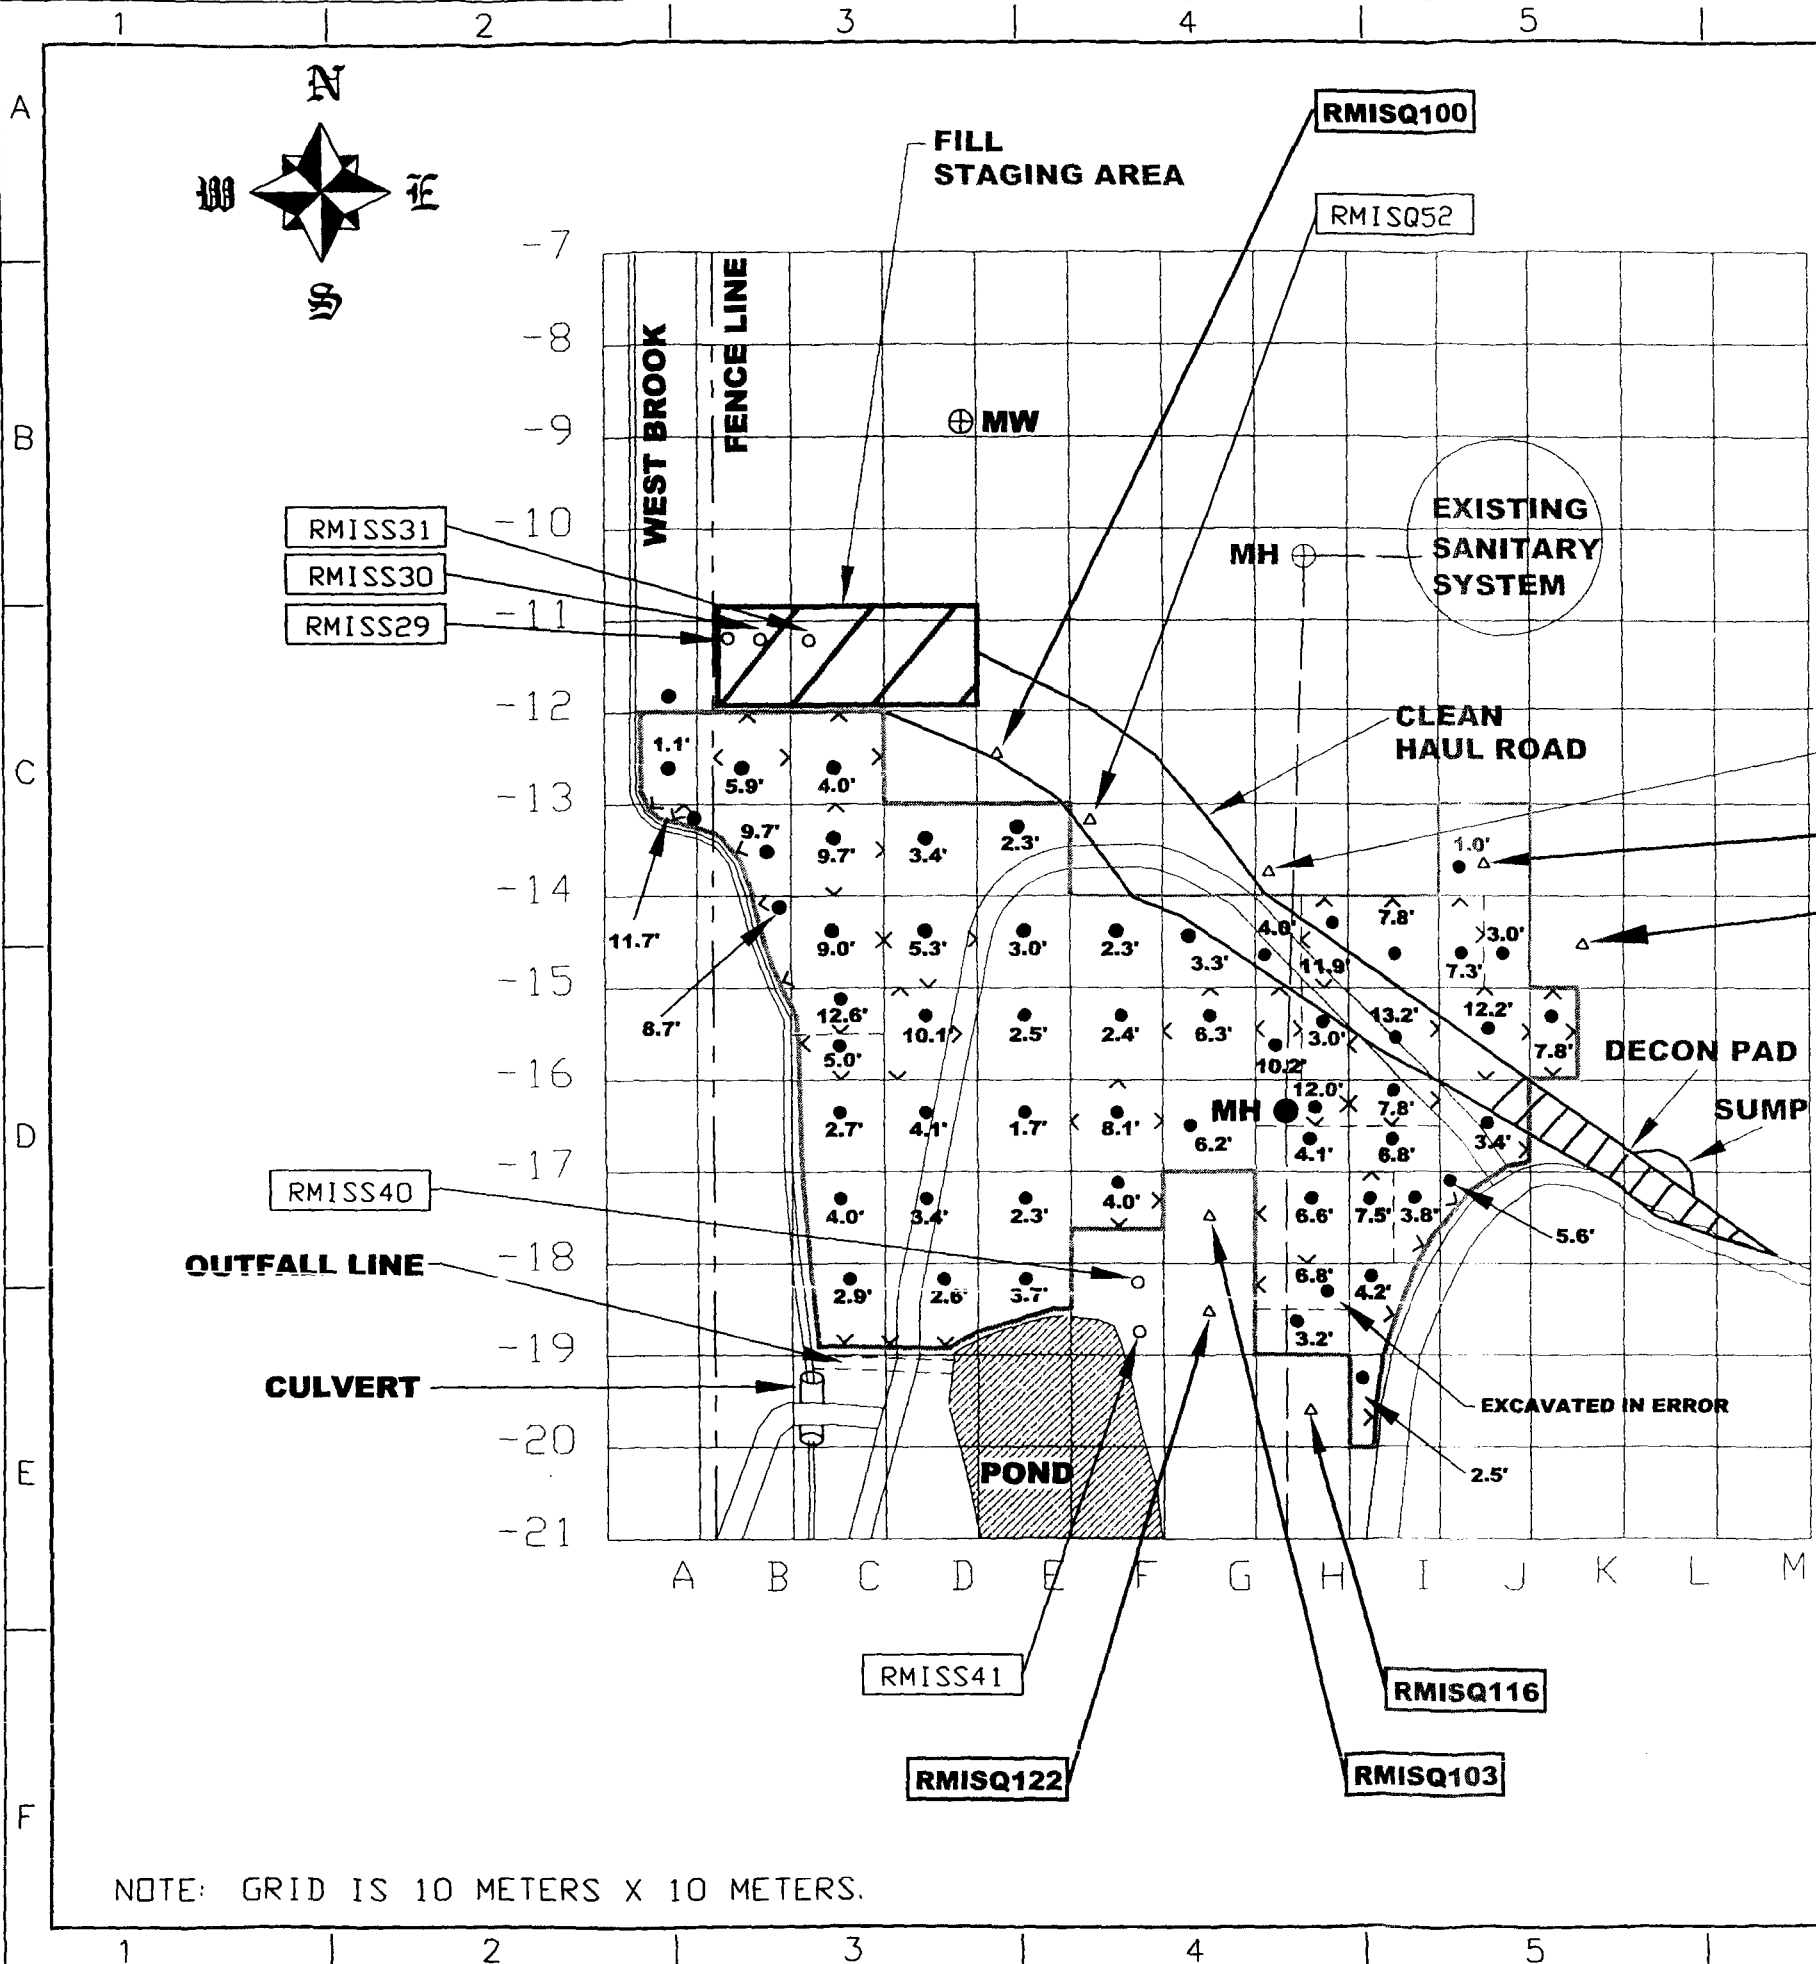 1 2 3 4 5
A
N
W E
S
RMISQ100
FILL
STAGING AREA
RMISQ52
-7
-8
FENCE LINE
WEST BROOK
B
-9
MW
-10
EXISTING
SANITARY
SYSTEM
MH
RMISS31
RMISS30
RMISS29
-11
-12
CLEAN
HAUL ROAD
C
1.1'
5.9'
4.0'
-13
9.7'
9.7'
3.4'
2.3'
1.0'
-14
11.7'
9.0'
5.3'
3.0'
2.3'
3.3'
4.0'
11.9'
7.8'
7.3'
3.0'
-15
8.7'
12.6'
5.0'
10.1'
2.5'
2.4'
6.3'
10.2'
3.0'
13.2'
12.2'
7.8'
DECON PAD
-16
SUMP
D
MH
2.7'
4.1'
1.7'
8.1'
6.2'
12.0'
4.1'
7.8'
6.8'
3.4'
-17
RMISS40
4.0'
3.4'
2.3'
4.0'
6.6'
7.5'
3.8'
5.6'
-18
OUTFALL LINE
2.9'
2.6'
3.7'
6.8'
4.2'
3.2'
-19
CULVERT
EXCAVATED IN ERROR
-20
E
POND
2.5'
-21
A B C D E F G H I J K L M
RMISS41
RMISQ116
RMISQ122
RMISQ103
F
NOTE: GRID IS 10 METERS X 10 METERS.
1 2 3 4 5